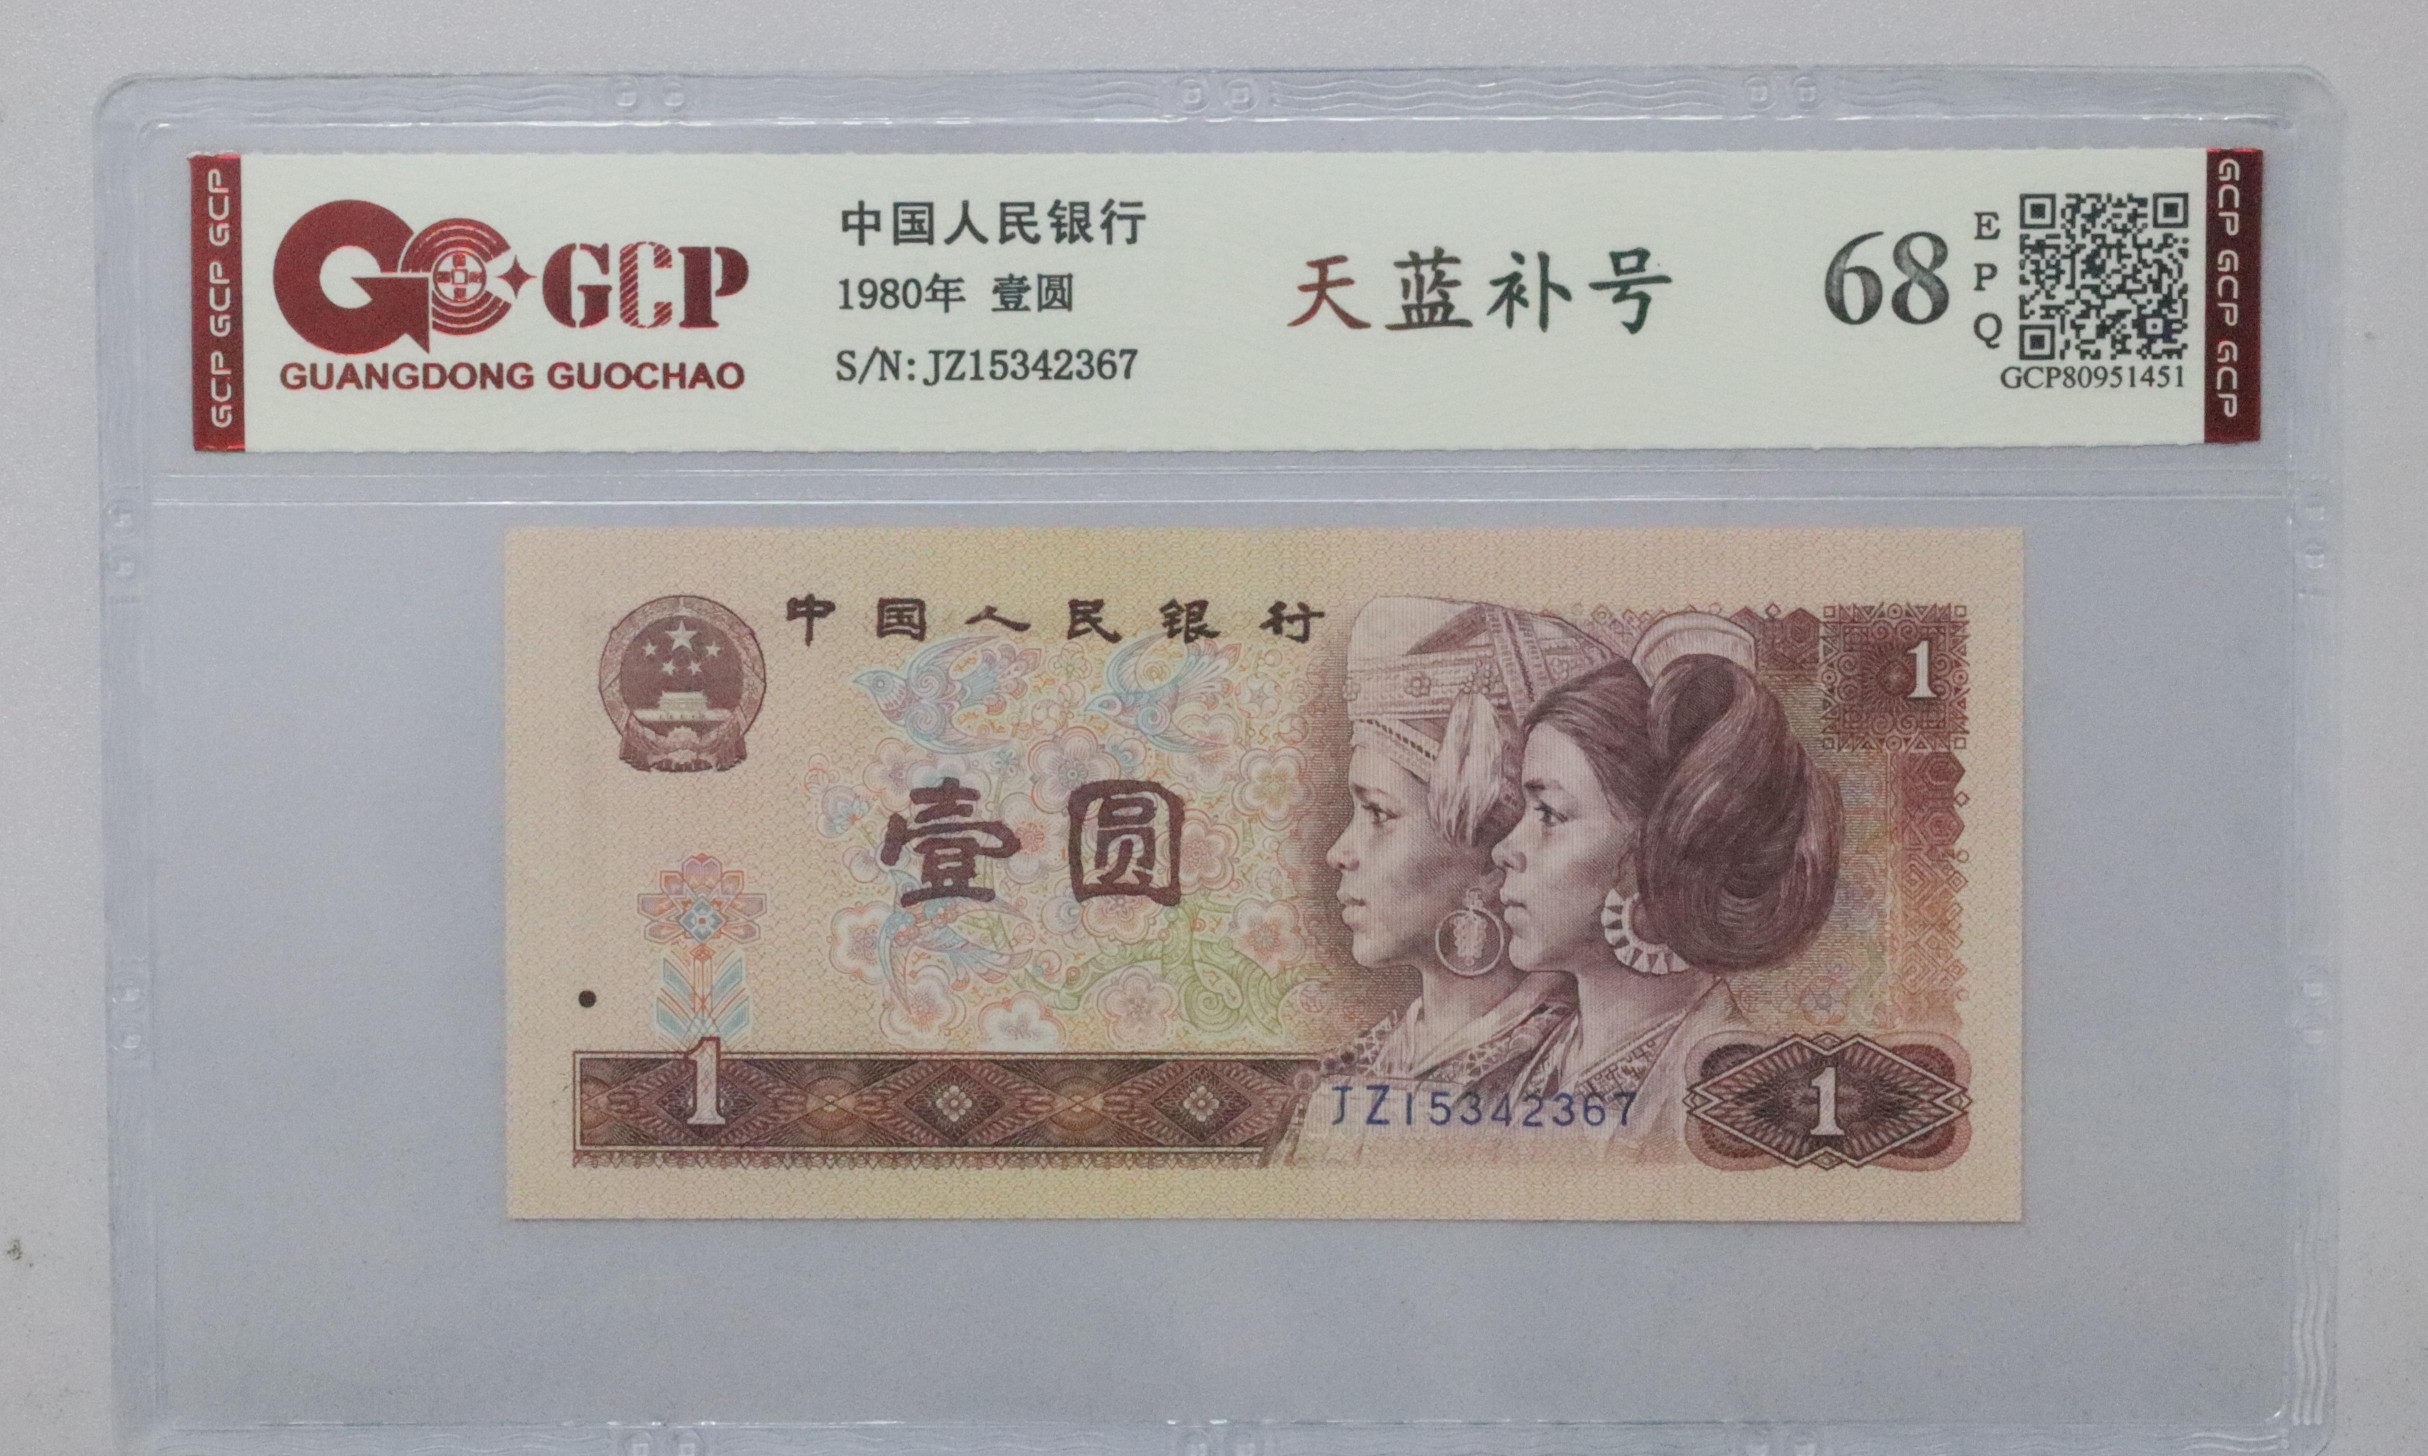 GCP GCP GCP
GCP
GUANGDONG GUOCHAO
中国人民银行
1980年 壹圆
S/N: JZ15342367
天蓝补号
68
EPQ
GCP80951451
GCP GCP GCP
中国人民银行
1
壹圆
1
JZ15342367
1